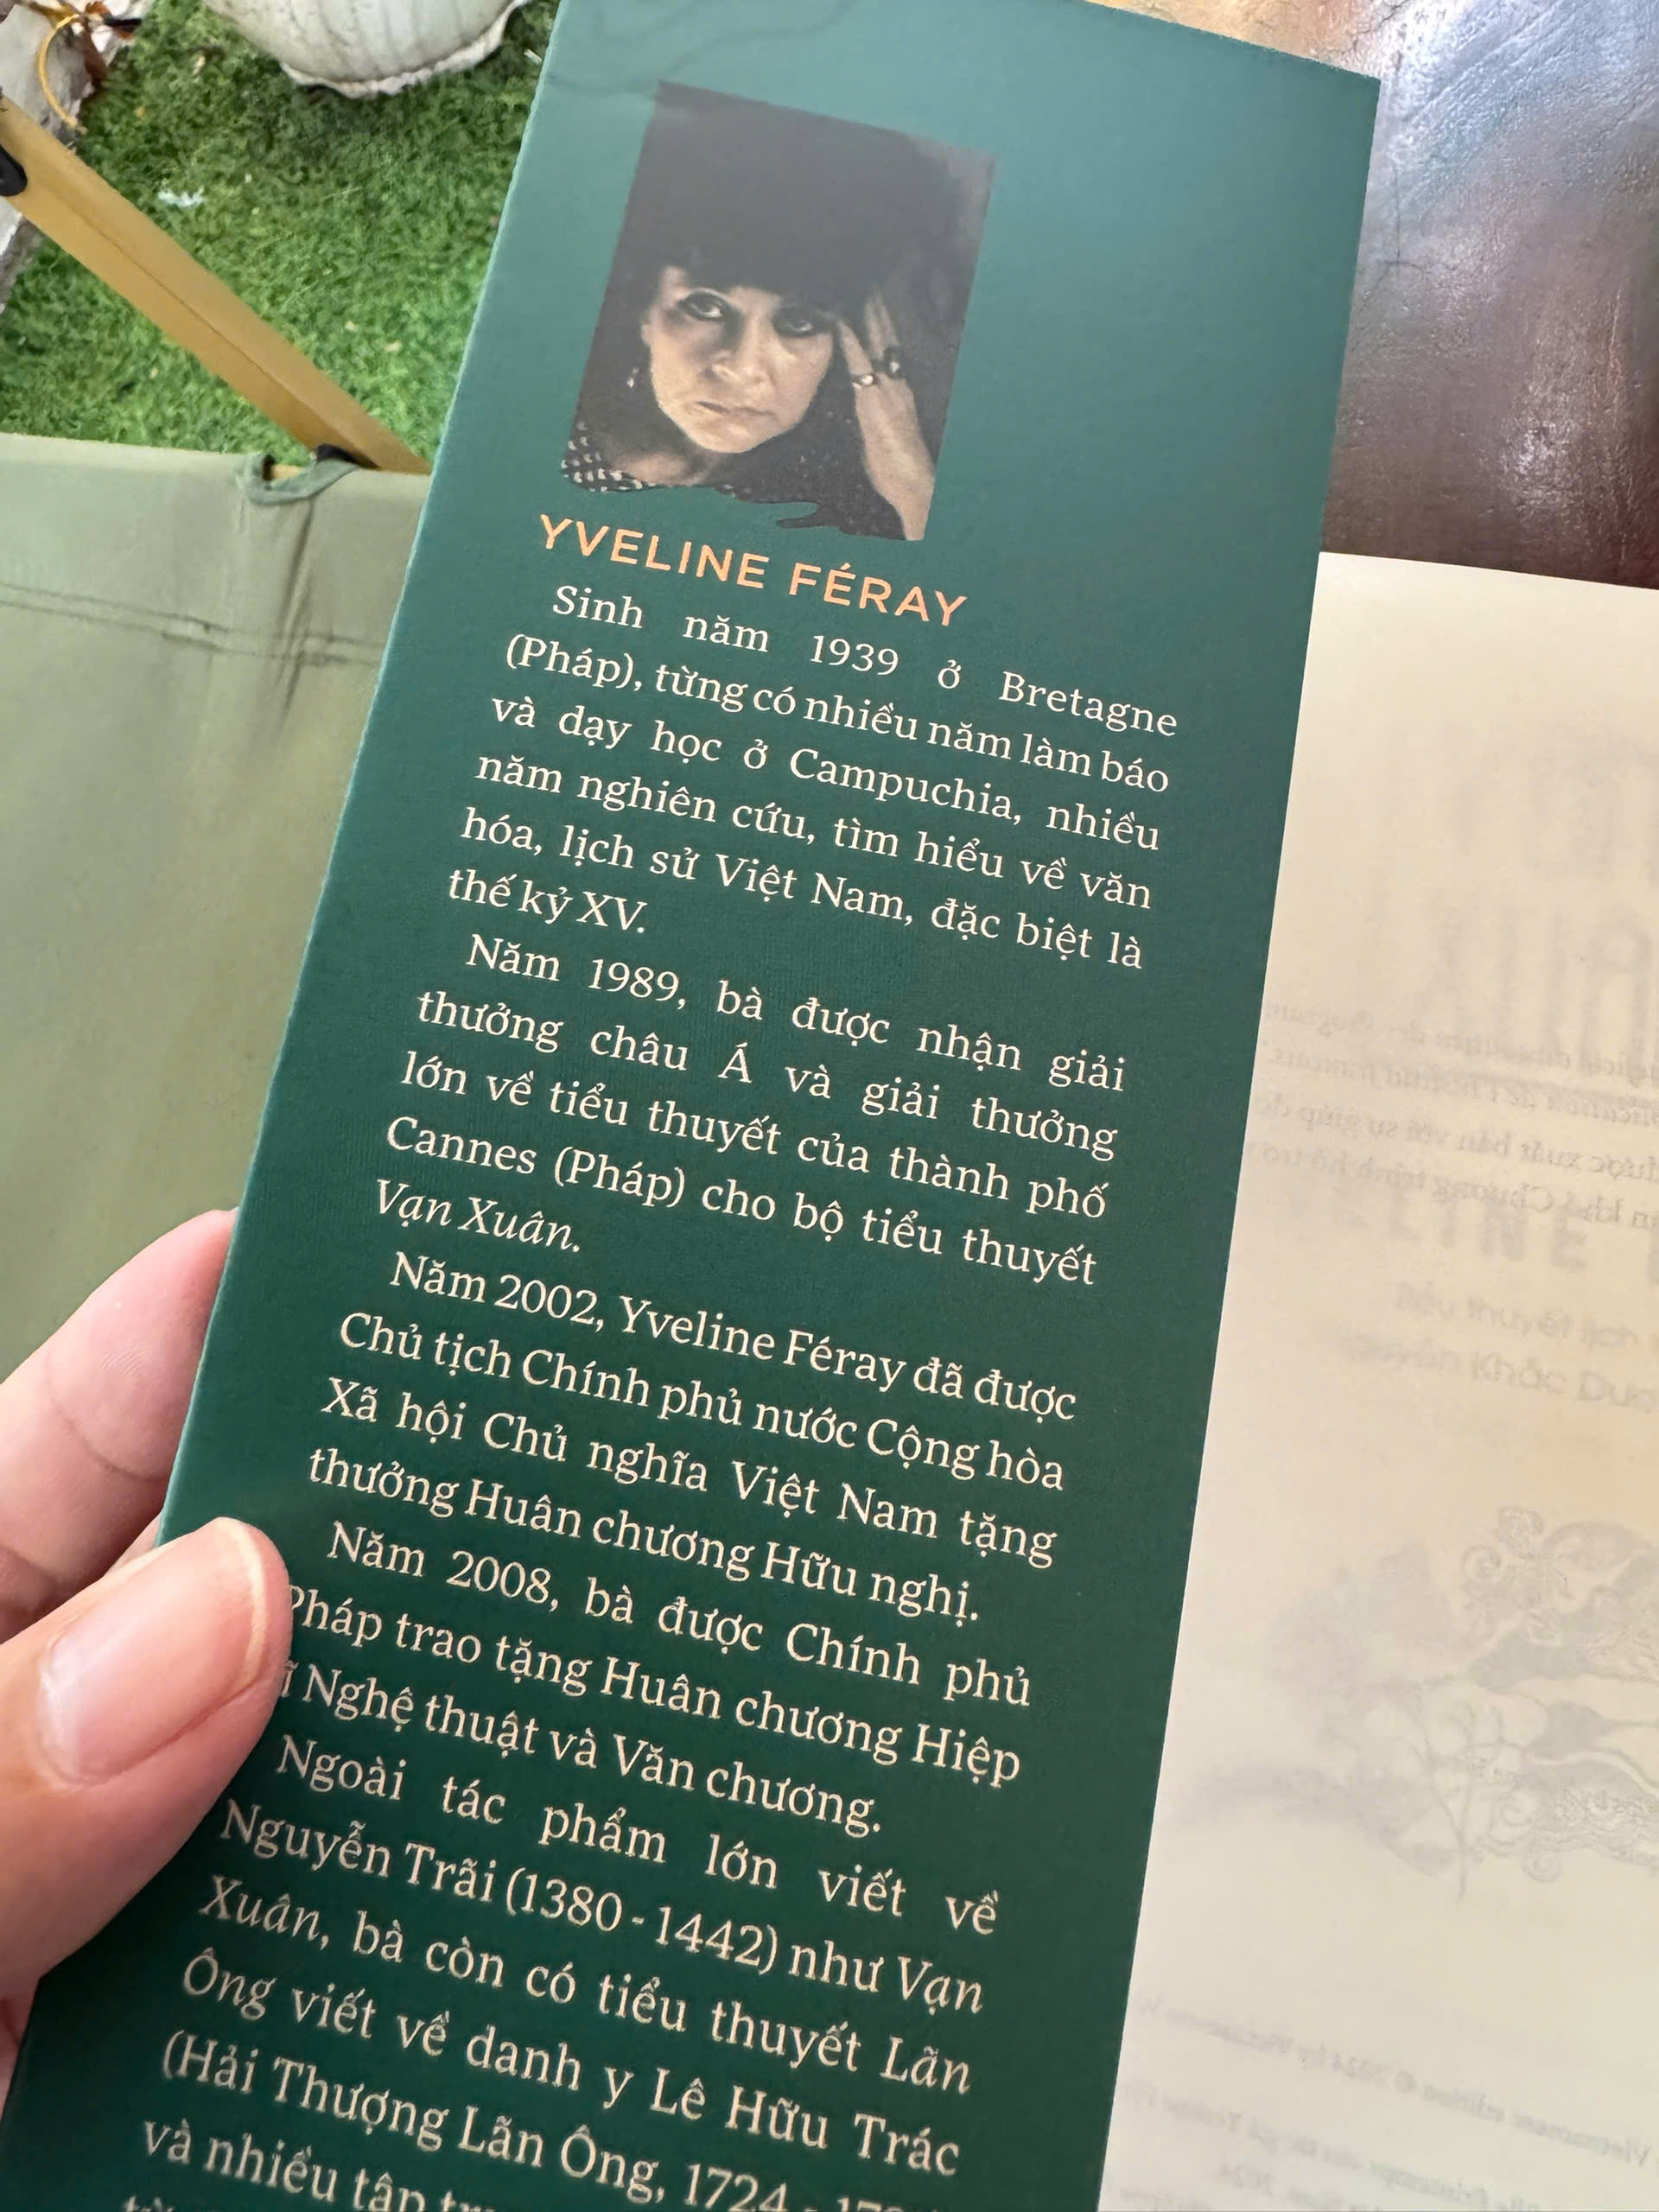 YVELINE FÉRAY
Sinh năm 1939 ở Bretagne
(Pháp), từng có nhiều năm làm báo
và dạy học ở Campuchia, nhiều
năm nghiên cứu, tìm hiểu về văn
hóa, lịch sử Việt Nam, đặc biệt là
thế kỷ XV.
Năm 1989, bà được nhận giải
thưởng châu Á và giải thưởng
lớn về tiểu thuyết của thành phố
Cannes (Pháp) cho bộ tiểu thuyết
Vạn Xuân.
Năm 2002, Yveline Féray đã được
Chủ tịch Chính phủ nước Cộng hòa
Xã hội Chủ nghĩa Việt Nam tặng
thưởng Huân chương Hữu nghị.
Năm 2008, bà được Chính phủ
Pháp trao tặng Huân chương Hiệp
Nghệ thuật và Văn chương.
Ngoài tác phẩm lớn viết về
Nguyễn Trãi (1380 - 1442) như Vạn
Xuân, bà còn có tiểu thuyết Lãn
Ông viết về danh y Lê Hữu Trác
(Hải Thượng Lãn Ông, 1724 -
và nhiều tập